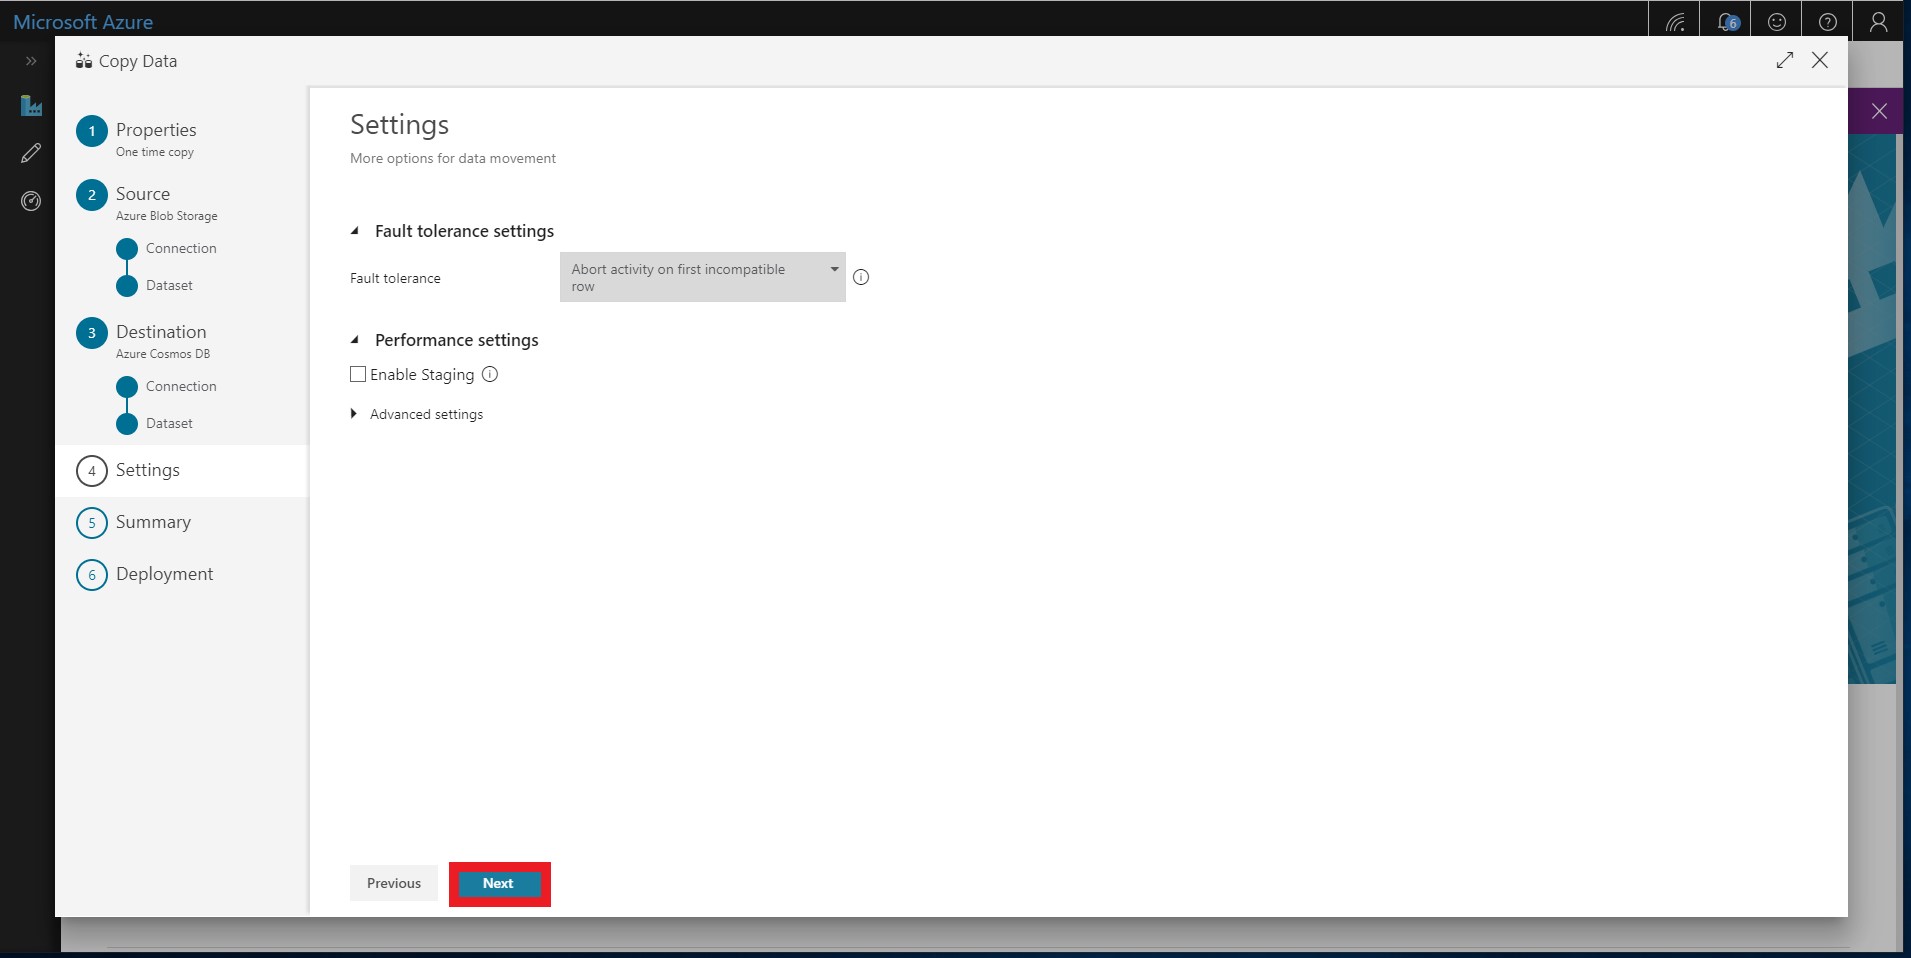 Microsoft Azure
6
Copy Data
1 Properties
One time copy
2 Source
Azure Blob Storage
Connection
Dataset
3 Destination
Azure Cosmos DB
Connection
Dataset
4 Settings
5 Summary
6 Deployment
Settings
More options for data movement
Fault tolerance settings
Fault tolerance
Abort activity on first incompatible
row
Performance settings
Enable Staging
Advanced settings
Previous
Next